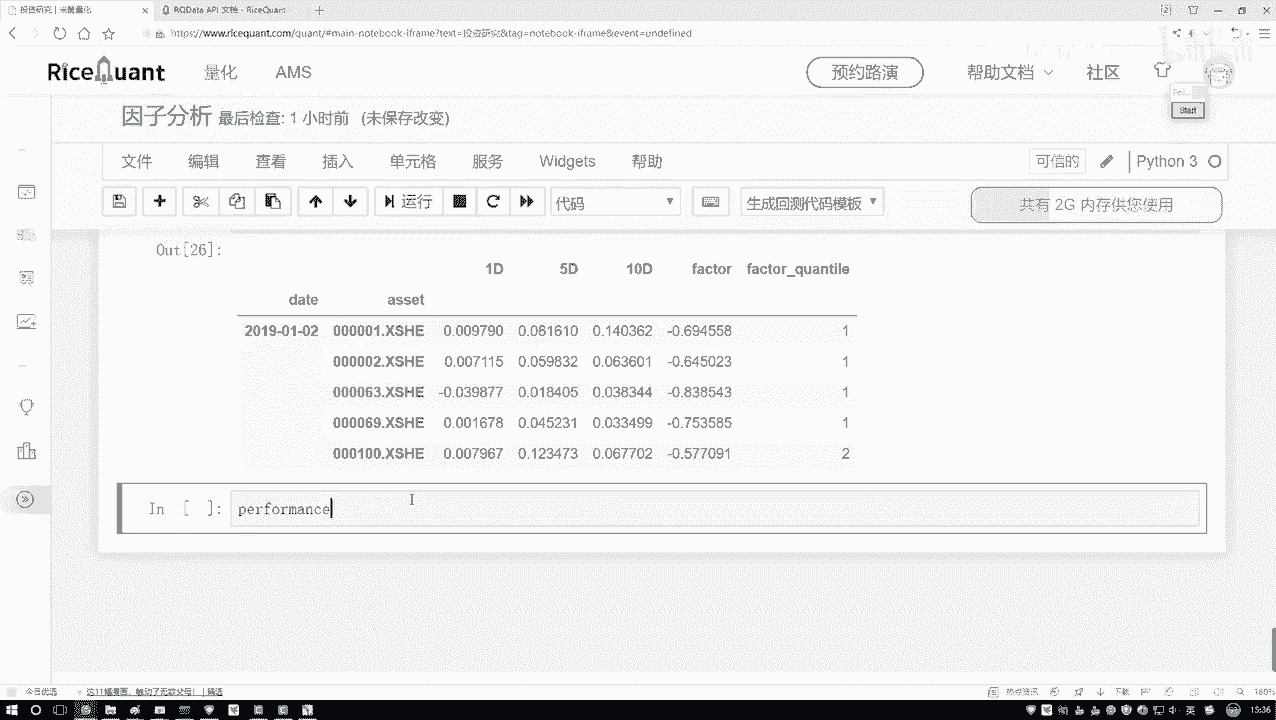 投资研究 | 米筐量化
RQData API 文档 - RiceQuant
https://www.ricequant.com/quant/#main-notebook-iframe?text=投资研究&tag=notebook-iframe&event=undefined
RiceQuant 量化 AMS 预约路演 帮助文档 社区
Start
因子分析 最后检查: 1 小时前 (未保存改变)
文件 编辑 查看 插入 单元格 服务 Widgets 帮助 可信的 Python 3
运行 代码 生成回测代码模板 共有 2G 内存供您使用
Out[26]:
1D 5D 10D factor factor_quantile
date asset
2019-01-02 000001.XSHE 0.009790 0.081610 0.140362 -0.694558 1
000002.XSHE 0.007115 0.059832 0.063601 -0.645023 1
000063.XSHE -0.039877 0.018405 0.038344 -0.838543 1
000069.XSHE 0.001678 0.045231 0.033499 -0.753585 1
000100.XSHE 0.007967 0.123473 0.067702 -0.577091 2
In [ ]: performance
今日优选 热点资讯 下载 160%
英 15:36